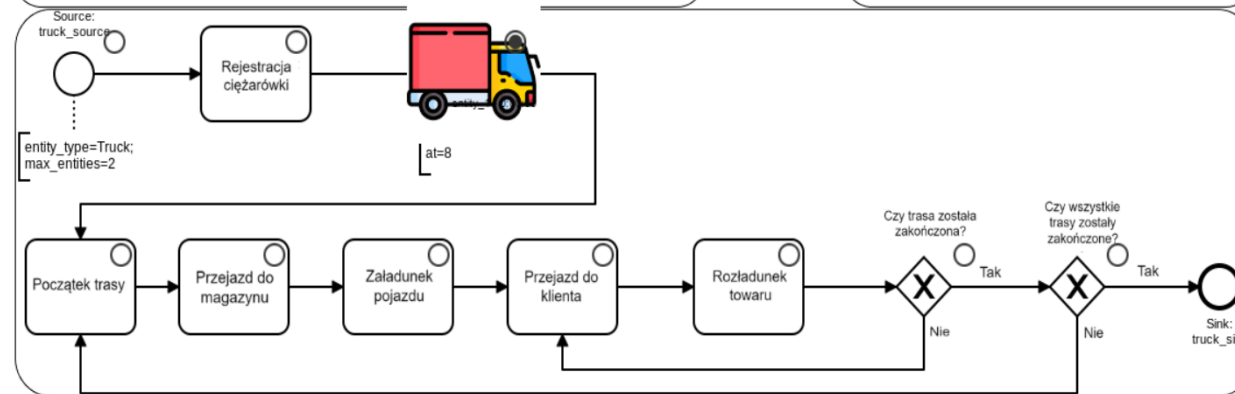 Source:
truck_source
Rejestracja
ciężarówki
entity_type=Truck;
max_entities=2
at=8
Początek trasy
Przejazd do
magazynu
Załadunek
pojazdu
Przejazd do
klienta
Rozładunek
towaru
Czy trasa została
zakończona?
Tak
Nie
Czy wszystkie
trasy zostały
zakończone?
Tak
Nie
Sink: